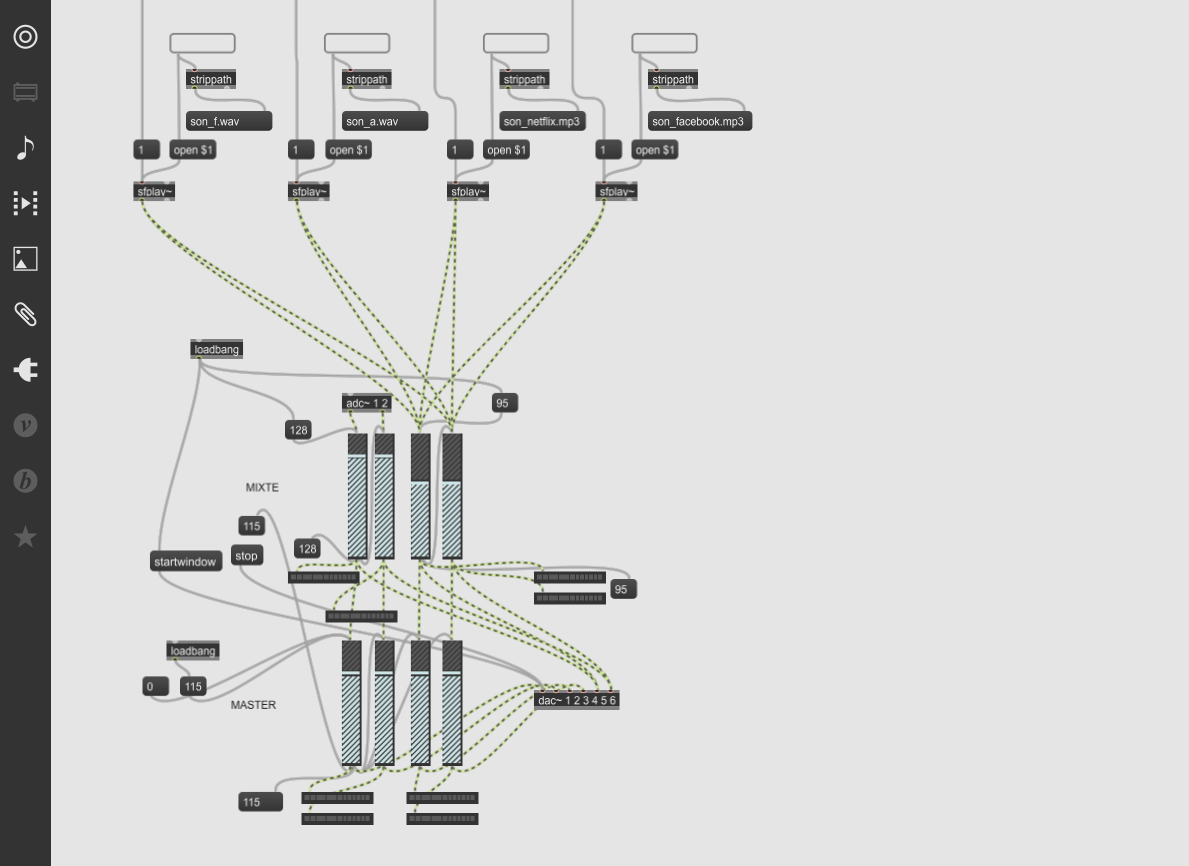 strippath
strippath
strippath
strippath
son_f.wav
son_a.wav
son_netflix.mp3
son_facebook.mp3
1
open $1
1
open $1
1
open $1
1
open $1
sfplay~
sfplay~
sfplay~
sfplay~
loadbang
adc~ 1 2
95
128
MIXTE
115
128
startwindow
stop
95
loadbang
0
115
MASTER
dac~ 1 2 3 4 5 6
115